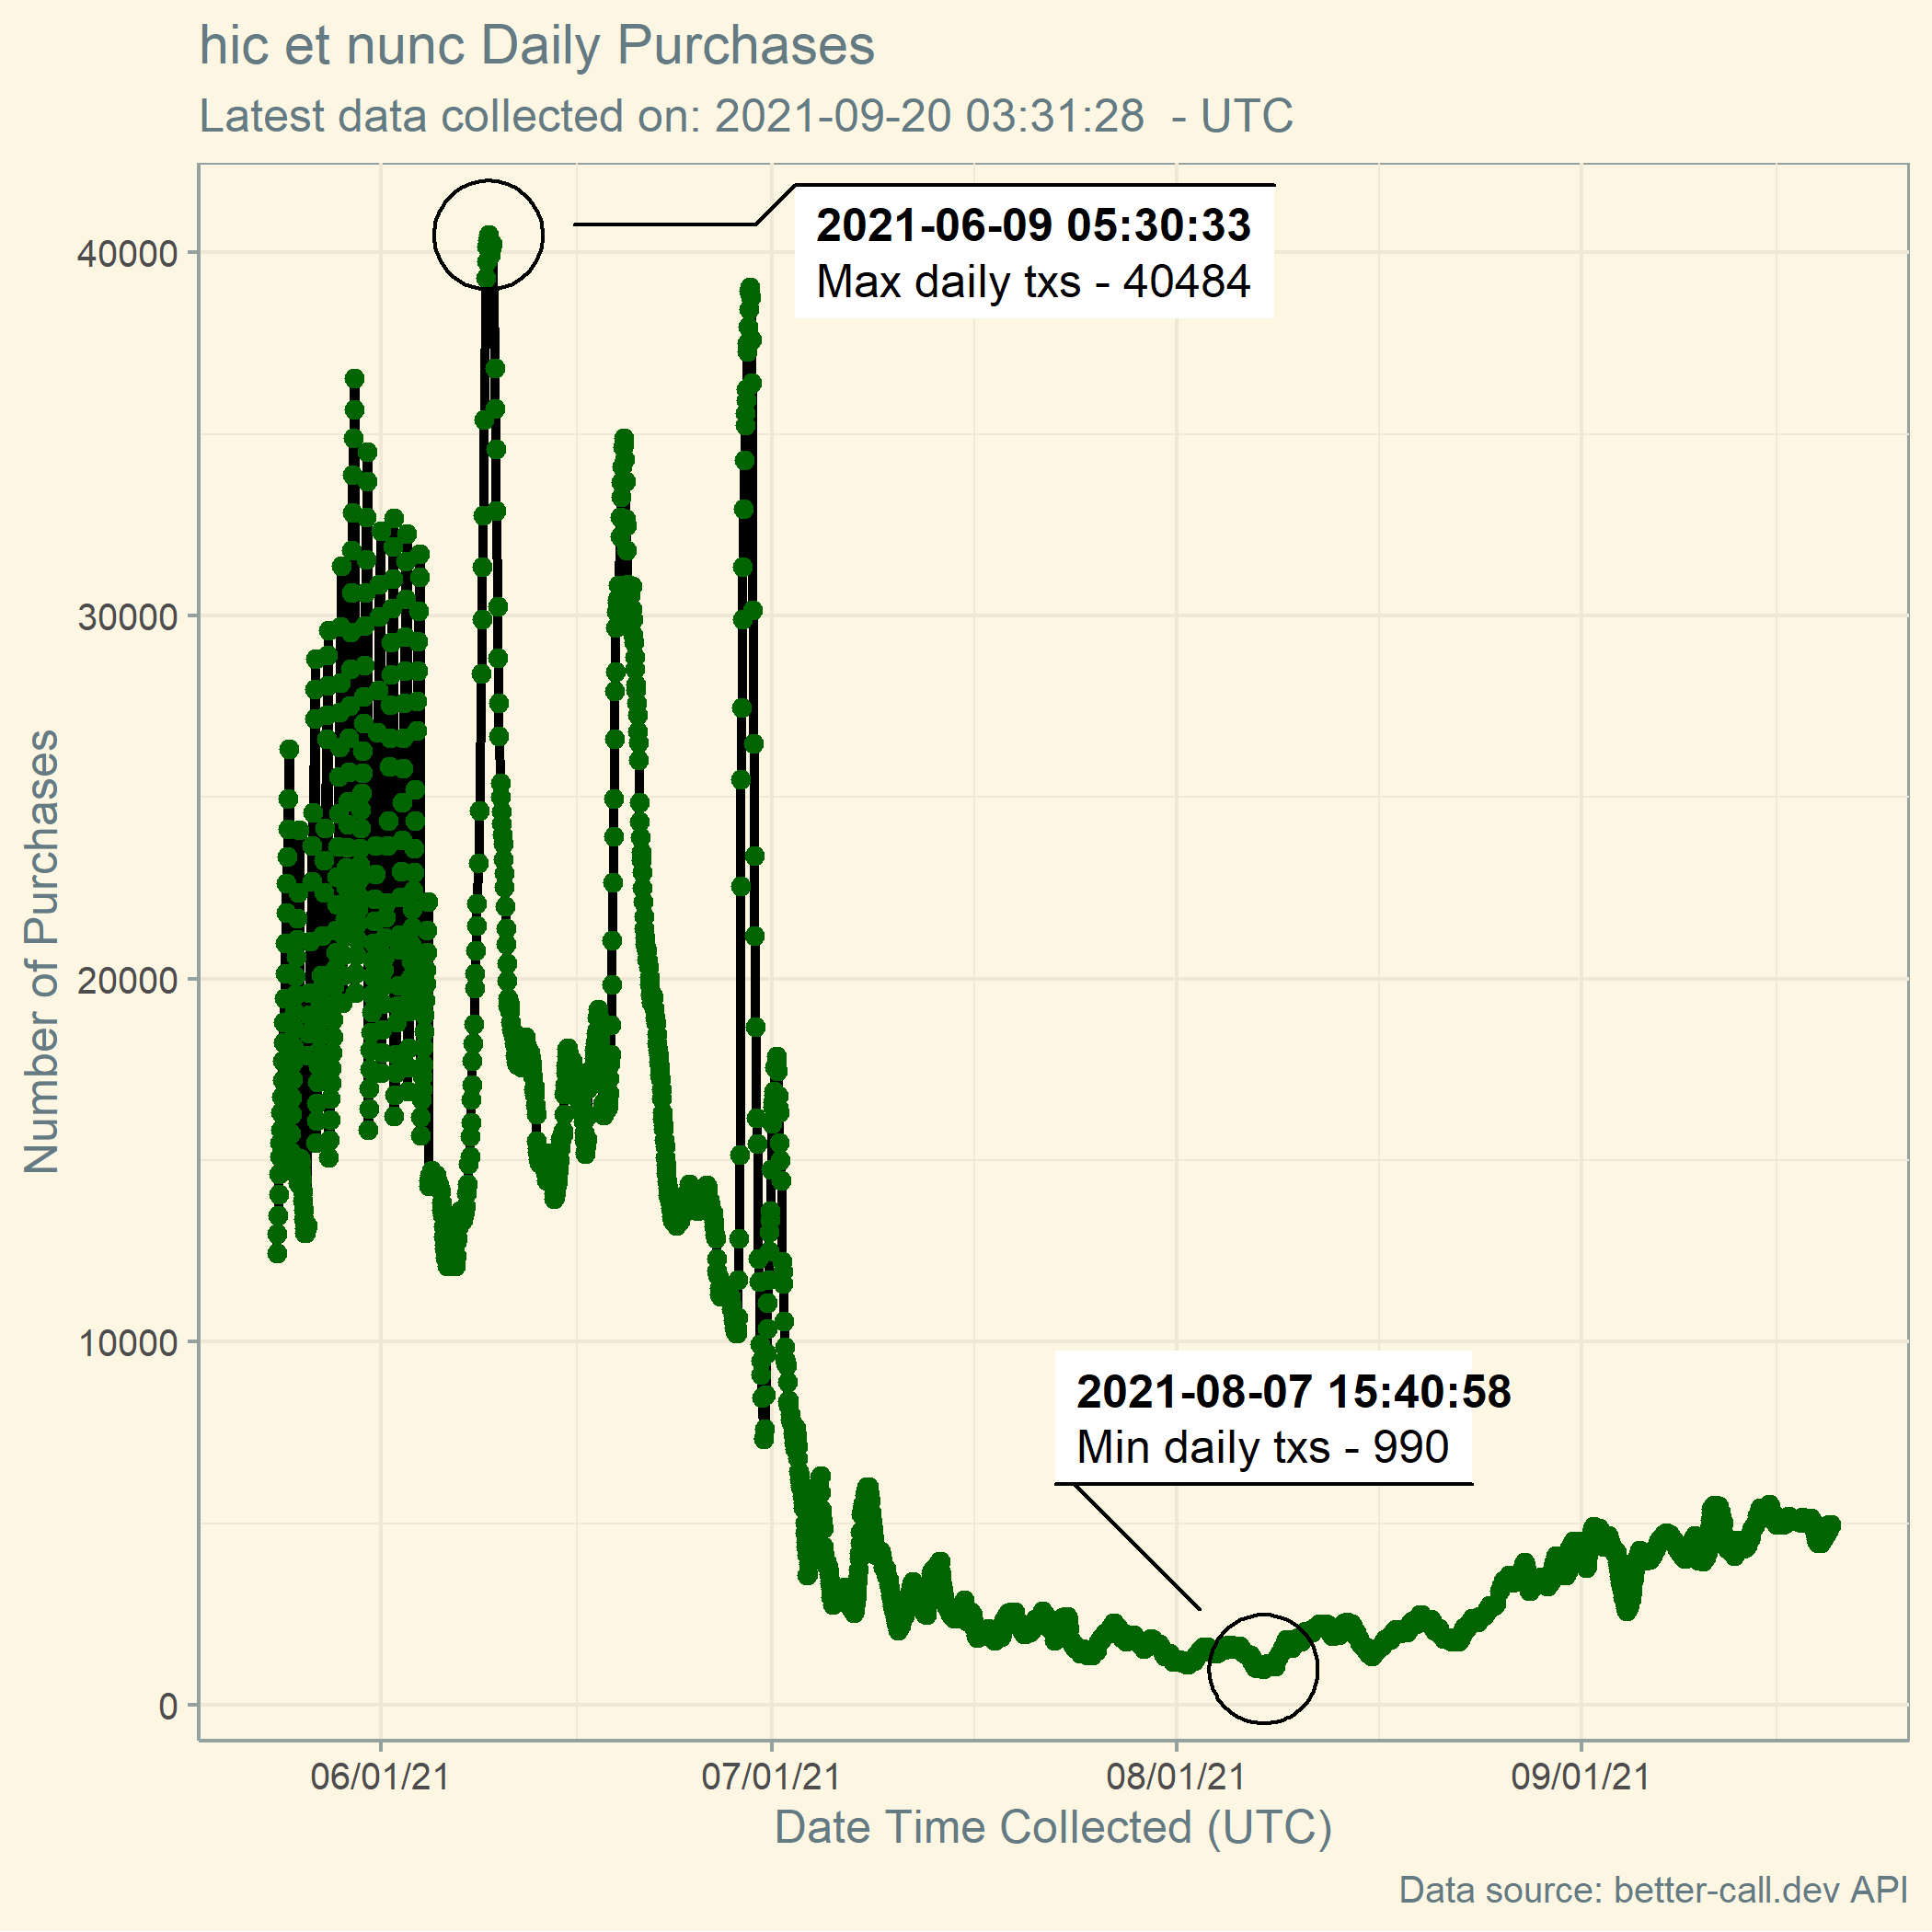 hic et nunc Daily Purchases
Latest data collected on: 2021-09-20 03:31:28  - UTC
2021-06-09 05:30:33
Max daily txs - 40484
40000
30000
20000
10000
0
Number of Purchases
2021-08-07 15:40:58
Min daily txs - 990
06/01/21
07/01/21
08/01/21
09/01/21
Date Time Collected (UTC)
Data source: better-call.dev API